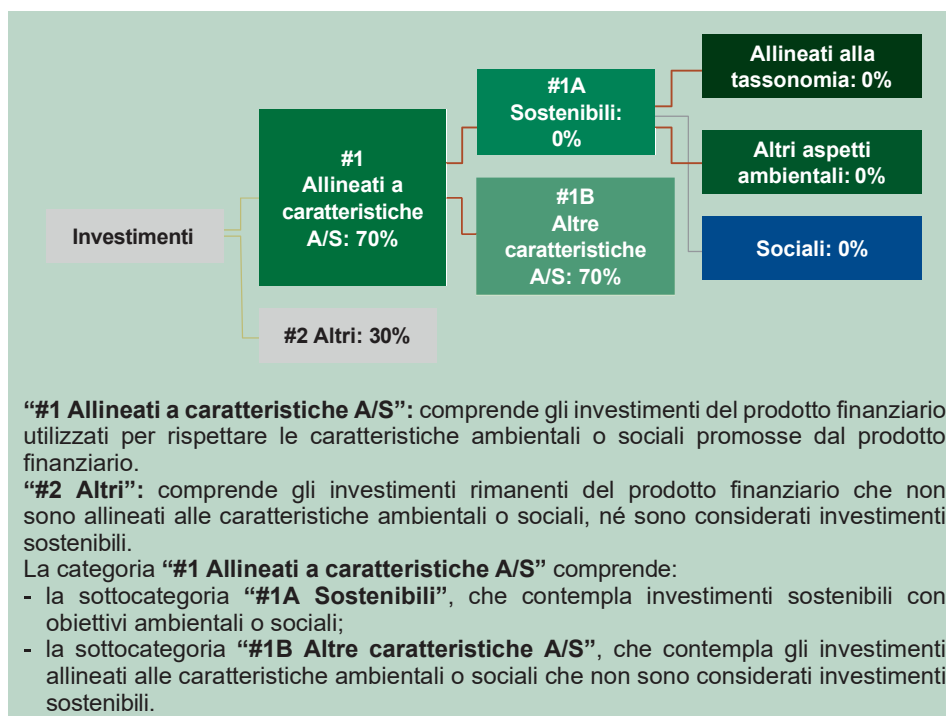 Investimenti
#1
Allineati a
caratteristiche
A/S: 70%
#2 Altri: 30%
#1A
Sostenibili:
0%
#1B
Altre
caratteristiche
A/S: 70%
Allineati alla
tassonomia: 0%
Altri aspetti
ambientali: 0%
Sociali: 0%
“#1 Allineati a caratteristiche A/S”: comprende gli investimenti del prodotto finanziario
utilizzati per rispettare le caratteristiche ambientali o sociali promosse dal prodotto
finanziario.
“#2 Altri”: comprende gli investimenti rimanenti del prodotto finanziario che non
sono allineati alle caratteristiche ambientali o sociali, né sono considerati investimenti
sostenibili.
La categoria “#1 Allineati a caratteristiche A/S” comprende:
- la sottocategoria “#1A Sostenibili”, che contempla investimenti sostenibili con
obiettivi ambientali o sociali;
- la sottocategoria “#1B Altre caratteristiche A/S”, che contempla gli investimenti
allineati alle caratteristiche ambientali o sociali che non sono considerati investimenti
sostenibili.